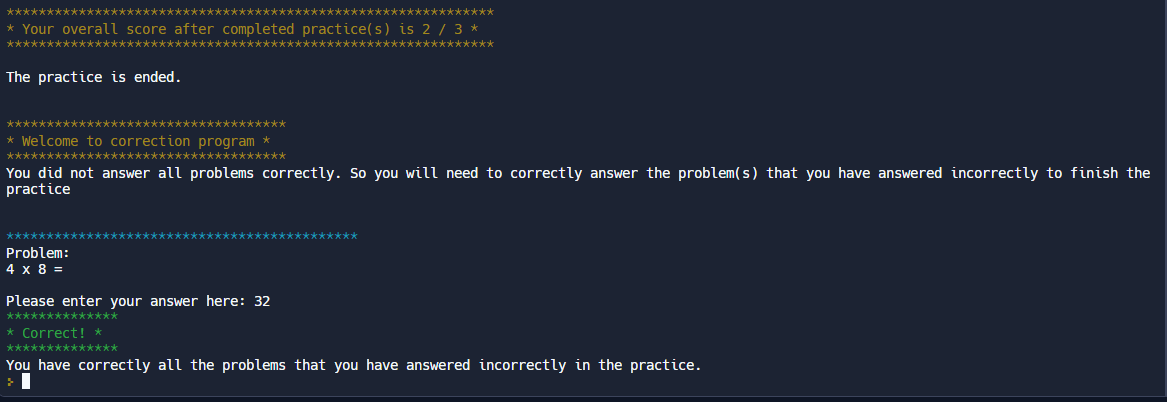 *************************************************************
* Your overall score after completed practice(s) is 2 / 3 *
*************************************************************
The practice is ended.
***********************************
* Welcome to correction program *
***********************************
You did not answer all problems correctly. So you will need to correctly answer the problem(s) that you have answered incorrectly to finish the
practice
********************************************
Problem:
4 x 8 =
Please enter your answer here: 32
**************
* Correct! *
**************
You have correctly all the problems that you have answered incorrectly in the practice.